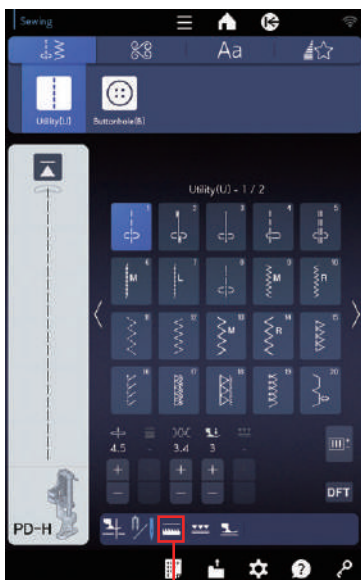 Sewing
Aa
Utility(U) Buttonhole(B)
Utility(U) - 1 / 2
1 2 3 4 5
M 6 L 7 8 M 9 R 10
11 12 M 13 R 14 15
16 17 18 19 20
4.5 - 3.4 3 -
+ +
- - DFT
PD-H